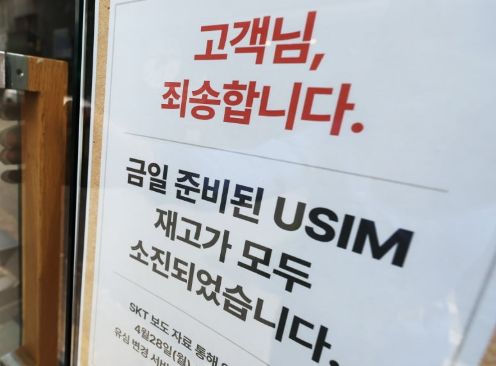 고객님,
죄송합니다.
금일 준비된 USIM
재고가 모두
소진되었습니다.
SKT 보도 자료 통해
4월28일(월)
유심 변경 서비